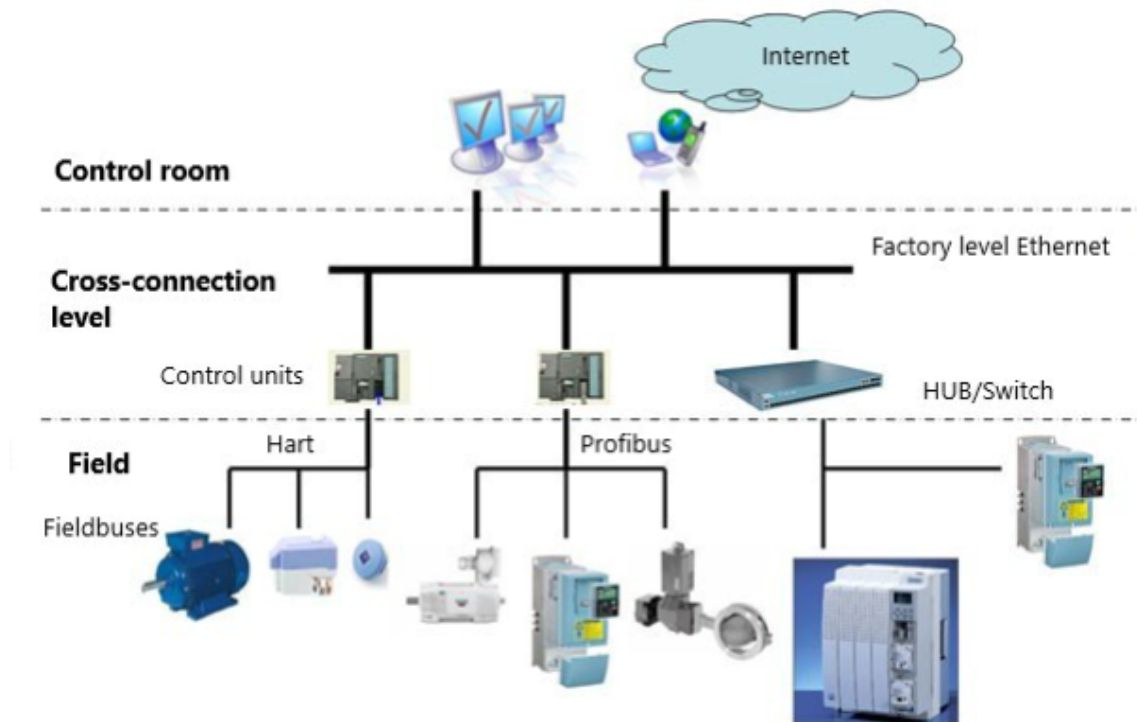 Internet
Control room
Factory level Ethernet
Cross-connection
level
Control units
HUB/Switch
Hart
Profibus
Field
Fieldbuses